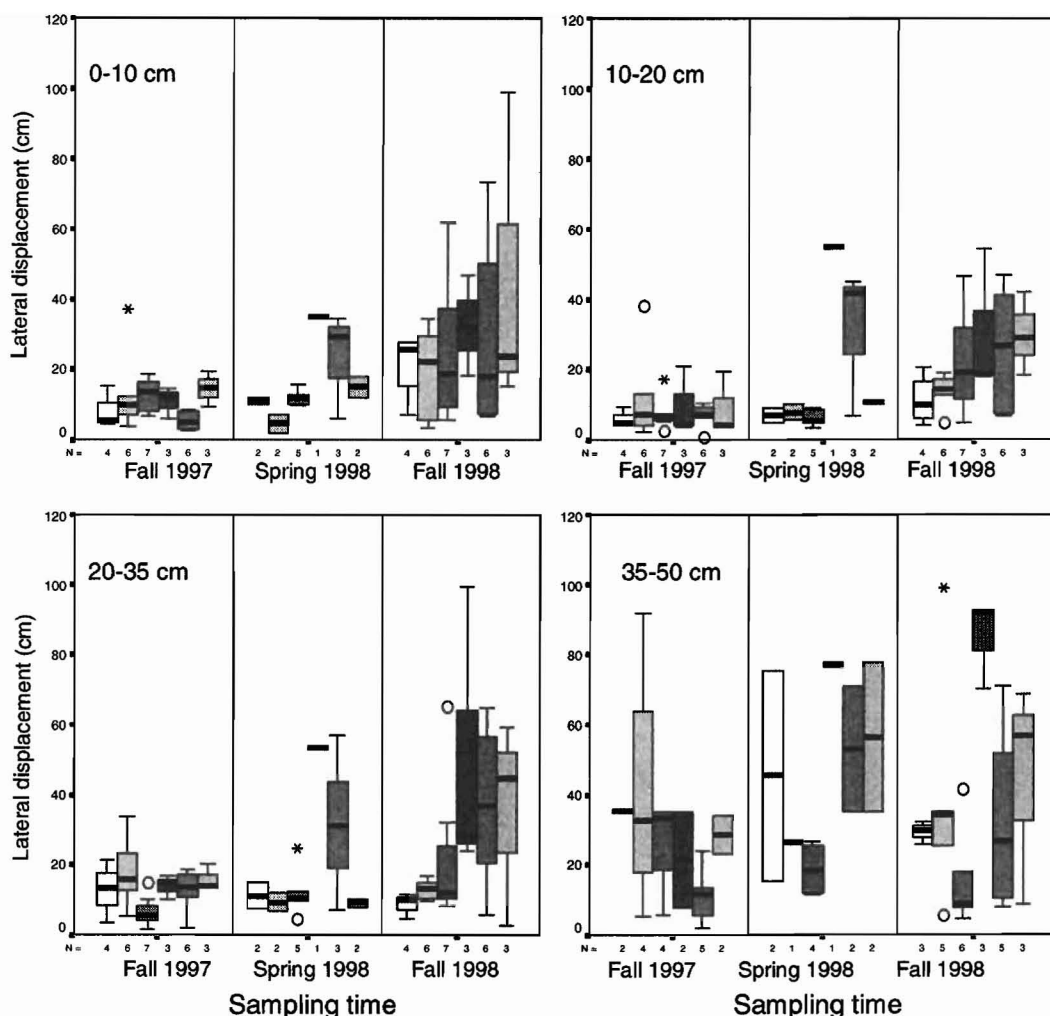 120
100
80
60
40
20
0
Lateral displacement (cm)
0-10 cm
*
N = 4 6 7 3 6 3 2 2 5 1 3 2 4 6 7 3 6 3
Fall 1997 Spring 1998 Fall 1998
120
100
80
60
40
20
0
10-20 cm
*
N = 4 6 7 3 6 3 2 2 5 1 3 2 4 6 7 3 6 3
Fall 1997 Spring 1998 Fall 1998
120
100
80
60
40
20
0
Lateral displacement (cm)
20-35 cm
*
N = 4 6 7 3 6 3 2 2 5 1 3 2 4 6 7 3 6 3
Fall 1997 Spring 1998 Fall 1998
Sampling time
120
100
80
60
40
20
0
35-50 cm
*
N = 2 4 4 2 5 2 2 1 4 1 2 2 3 5 6 3 5 3
Fall 1997 Spring 1998 Fall 1998
Sampling time